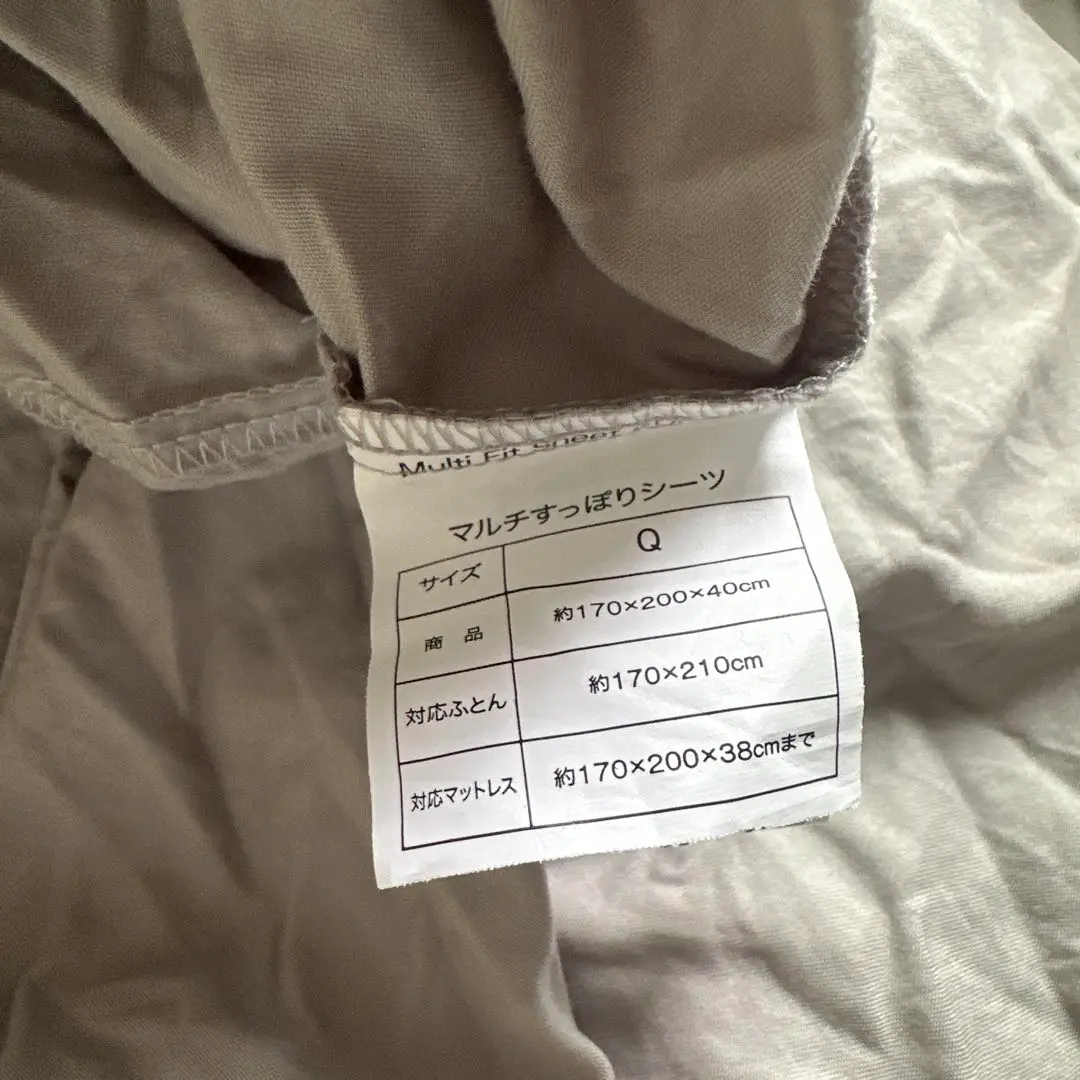 Multi Fit Sheet
マルチすっぽりシーツ
サイズ Q
商 品 約170×200×40cm
対応ふとん 約170×210cm
対応マットレス 約170×200×38cmまで